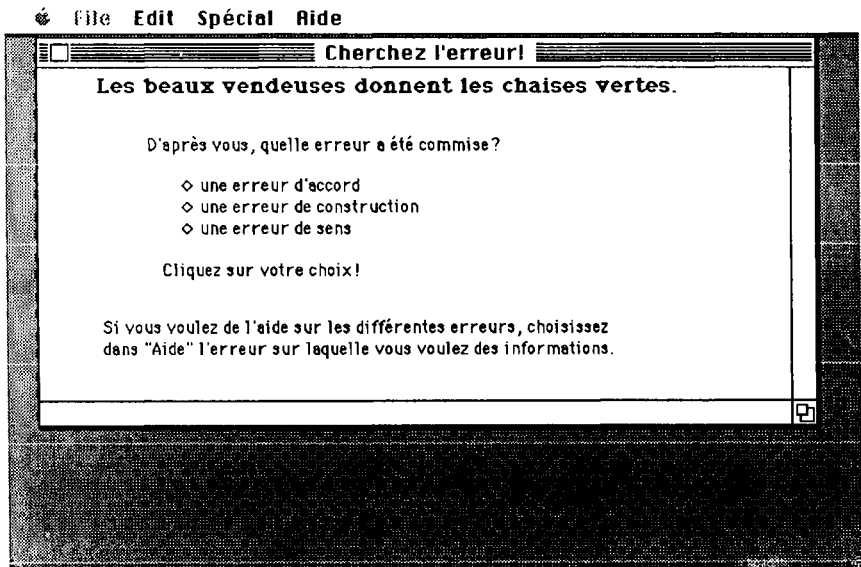 File Edit Spécial Aide
Cherchez l'erreur!
Les beaux vendeuses donnent les chaises vertes.
D'après vous, quelle erreur a été commise?
◇ une erreur d'accord
◇ une erreur de construction
◇ une erreur de sens
Cliquez sur votre choix!
Si vous voulez de l'aide sur les différentes erreurs, choisissez
dans "Aide" l'erreur sur laquelle vous voulez des informations.